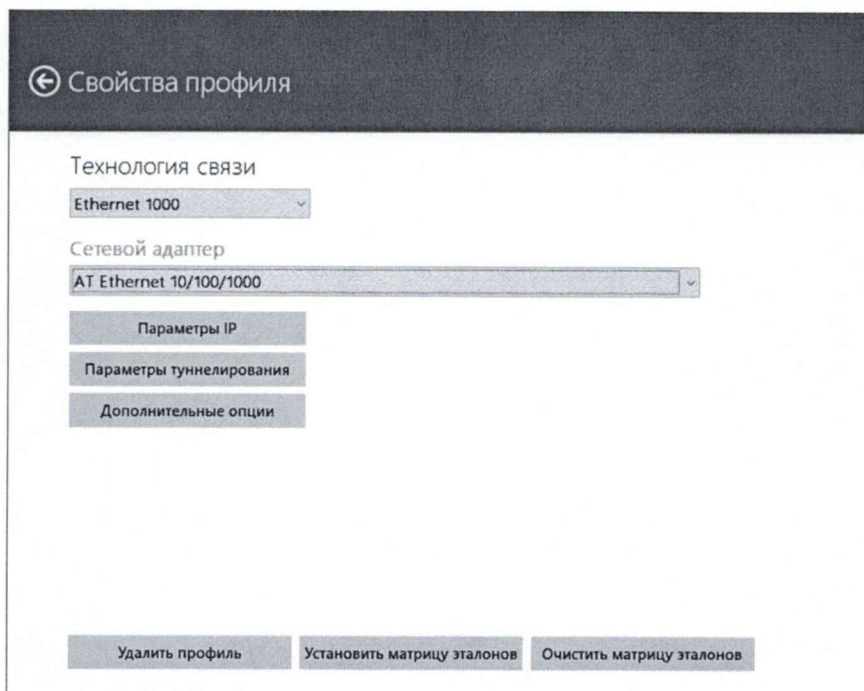 Свойства профиля
Технология связи
Ethernet 1000
Сетевой адаптер
AT Ethernet 10/100/1000
Параметры IP
Параметры туннелирования
Дополнительные опции
Удалить профиль
Установить матрицу эталонов
Очистить матрицу эталонов